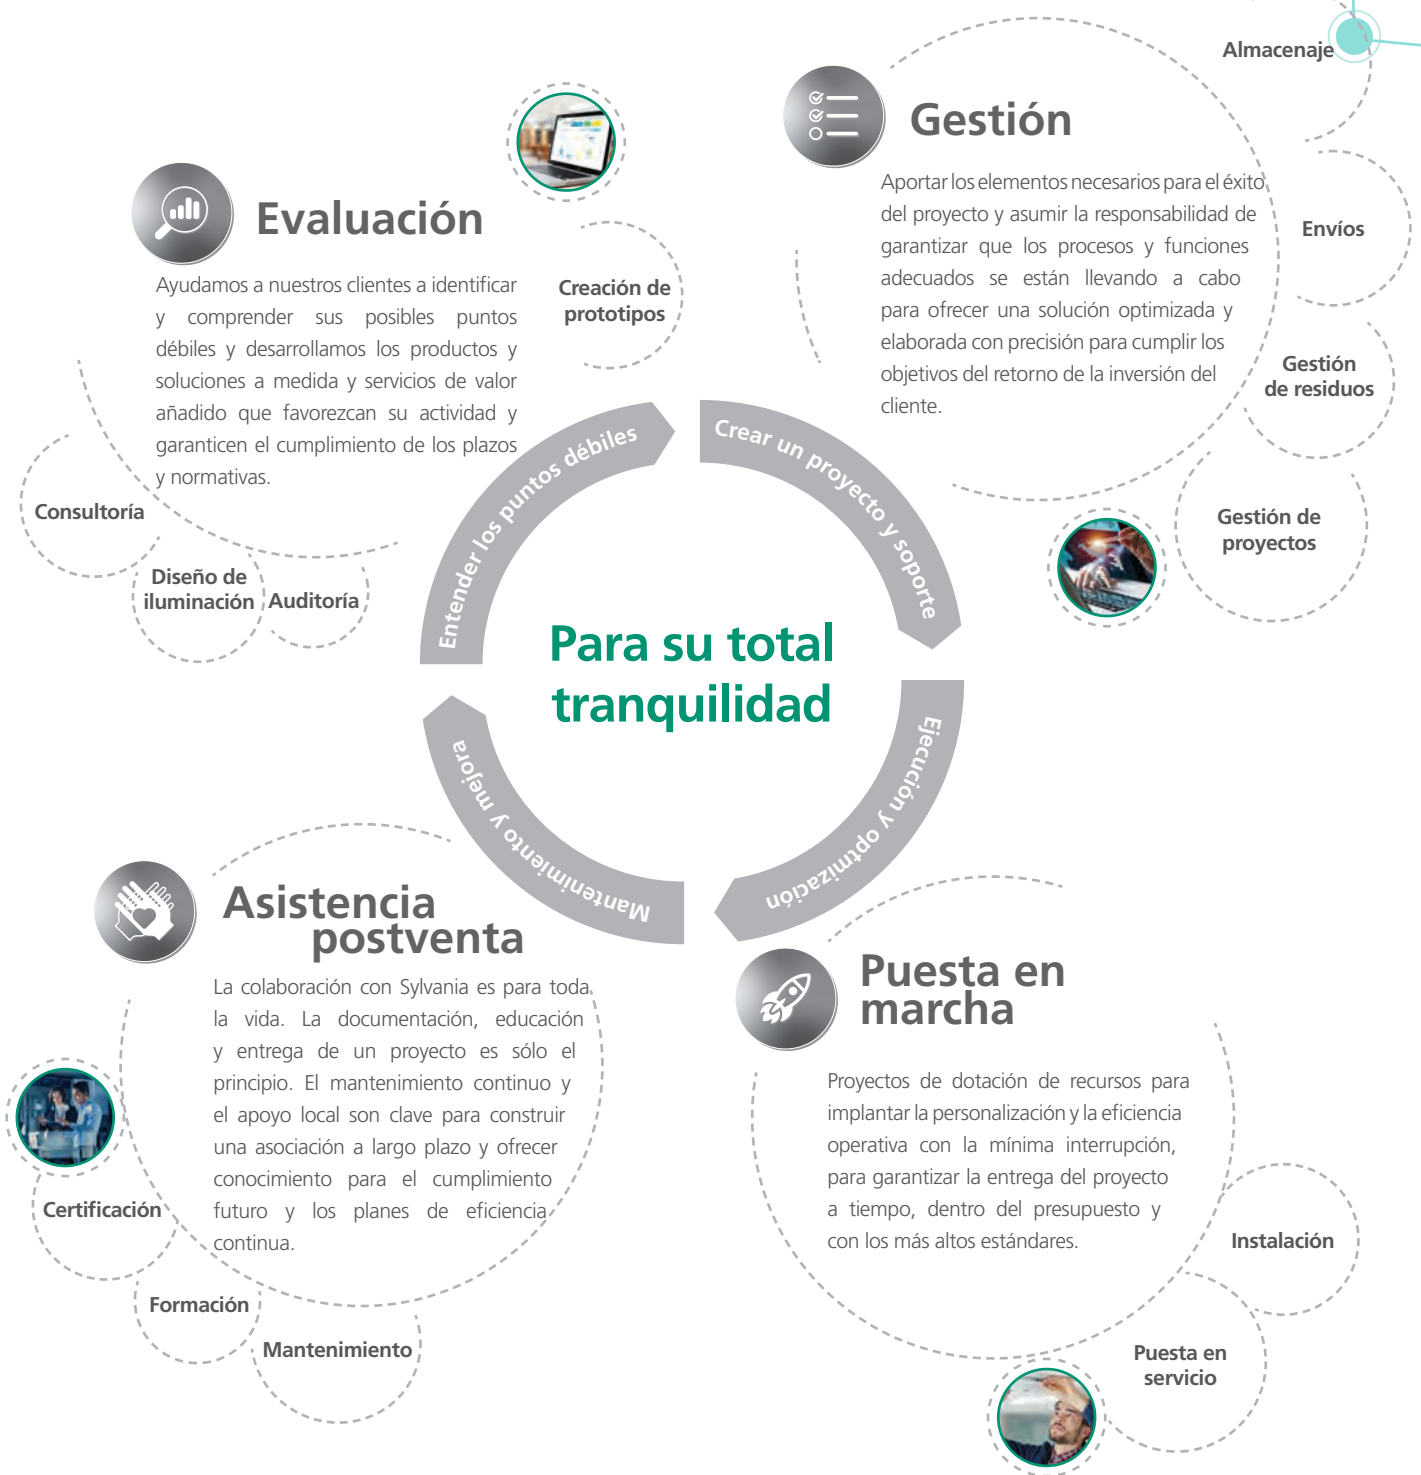 Evaluación
Ayudamos a nuestros clientes a identificar
y comprender sus posibles puntos
débiles y desarrollamos los productos y
soluciones a medida y servicios de valor
añadido que favorezcan su actividad y
garanticen el cumplimiento de los plazos
y normativas.
Creación de
prototipos
Consultoría
Diseño de
iluminación
Auditoría
Gestión
Aportar los elementos necesarios para el éxito
del proyecto y asumir la responsabilidad de
garantizar que los procesos y funciones
adecuados se están llevando a cabo
para ofrecer una solución optimizada y
elaborada con precisión para cumplir los
objetivos del retorno de la inversión del
cliente.
Almacenaje
Envíos
Gestión
de residuos
Gestión de
proyectos
Entender los puntos débiles
Crear un proyecto y soporte
Ejecución y optmización
Mantenimiento y mejora
Para su total
tranquilidad
Asistencia
postventa
La colaboración con Sylvania es para toda
la vida. La documentación, educación
y entrega de un proyecto es sólo el
principio. El mantenimiento continuo y
el apoyo local son clave para construir
una asociación a largo plazo y ofrecer
conocimiento para el cumplimiento
futuro y los planes de eficiencia
continua.
Certificación
Formación
Mantenimiento
Puesta en
marcha
Proyectos de dotación de recursos para
implantar la personalización y la eficiencia
operativa con la mínima interrupción,
para garantizar la entrega del proyecto
a tiempo, dentro del presupuesto y
con los más altos estándares.
Instalación
Puesta en
servicio